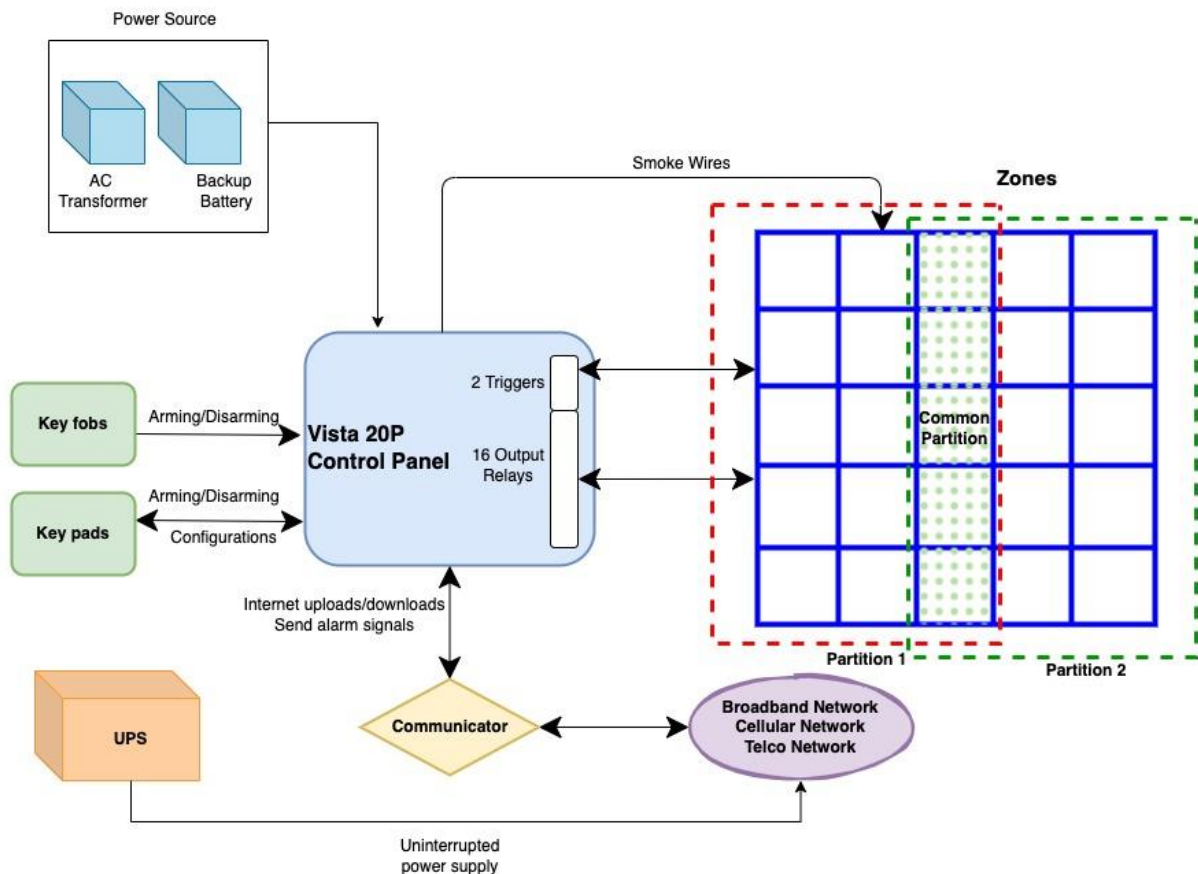 Power Source
AC
Transformer
Backup
Battery
Smoke Wires
Zones
2 Triggers
Key fobs
Arming/Disarming
Vista 20P
Control Panel
16 Output
Relays
Common
Partition
Key pads
Arming/Disarming
Configurations
Internet uploads/downloads
Send alarm signals
Partition 1
Partition 2
UPS
Communicator
Broadband Network
Cellular Network
Telco Network
Uninterrupted
power supply